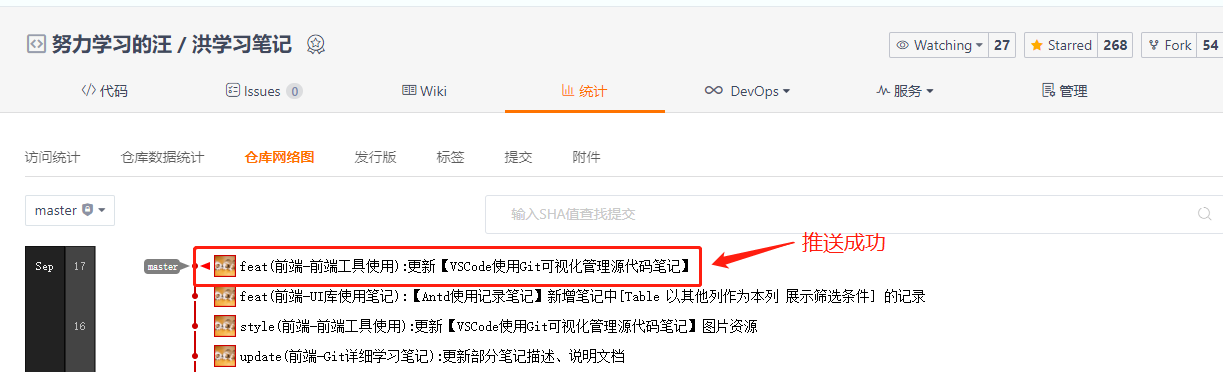 努力学习的汪 / 洪学习笔记
Watching 27 Starred 268 Fork 54
代码 Issues 0 Wiki 统计 DevOps 服务 管理
访问统计 仓库数据统计 仓库网络图 发行版 标签 提交 附件
master 输入SHA值查找提交
推送成功
Sep 17 master feat(前端-前端工具使用):更新【VSCode使用Git可视化管理源代码笔记】
feat(前端-UI库使用笔记):【Antd使用记录笔记】新增笔记中[Table 以其他列作为本列 展示筛选条件] 的记录
16 style(前端-前端工具使用):更新【VSCode使用Git可视化管理源代码笔记】图片资源
update(前端-Git详细学习笔记):更新部分笔记描述、说明文档